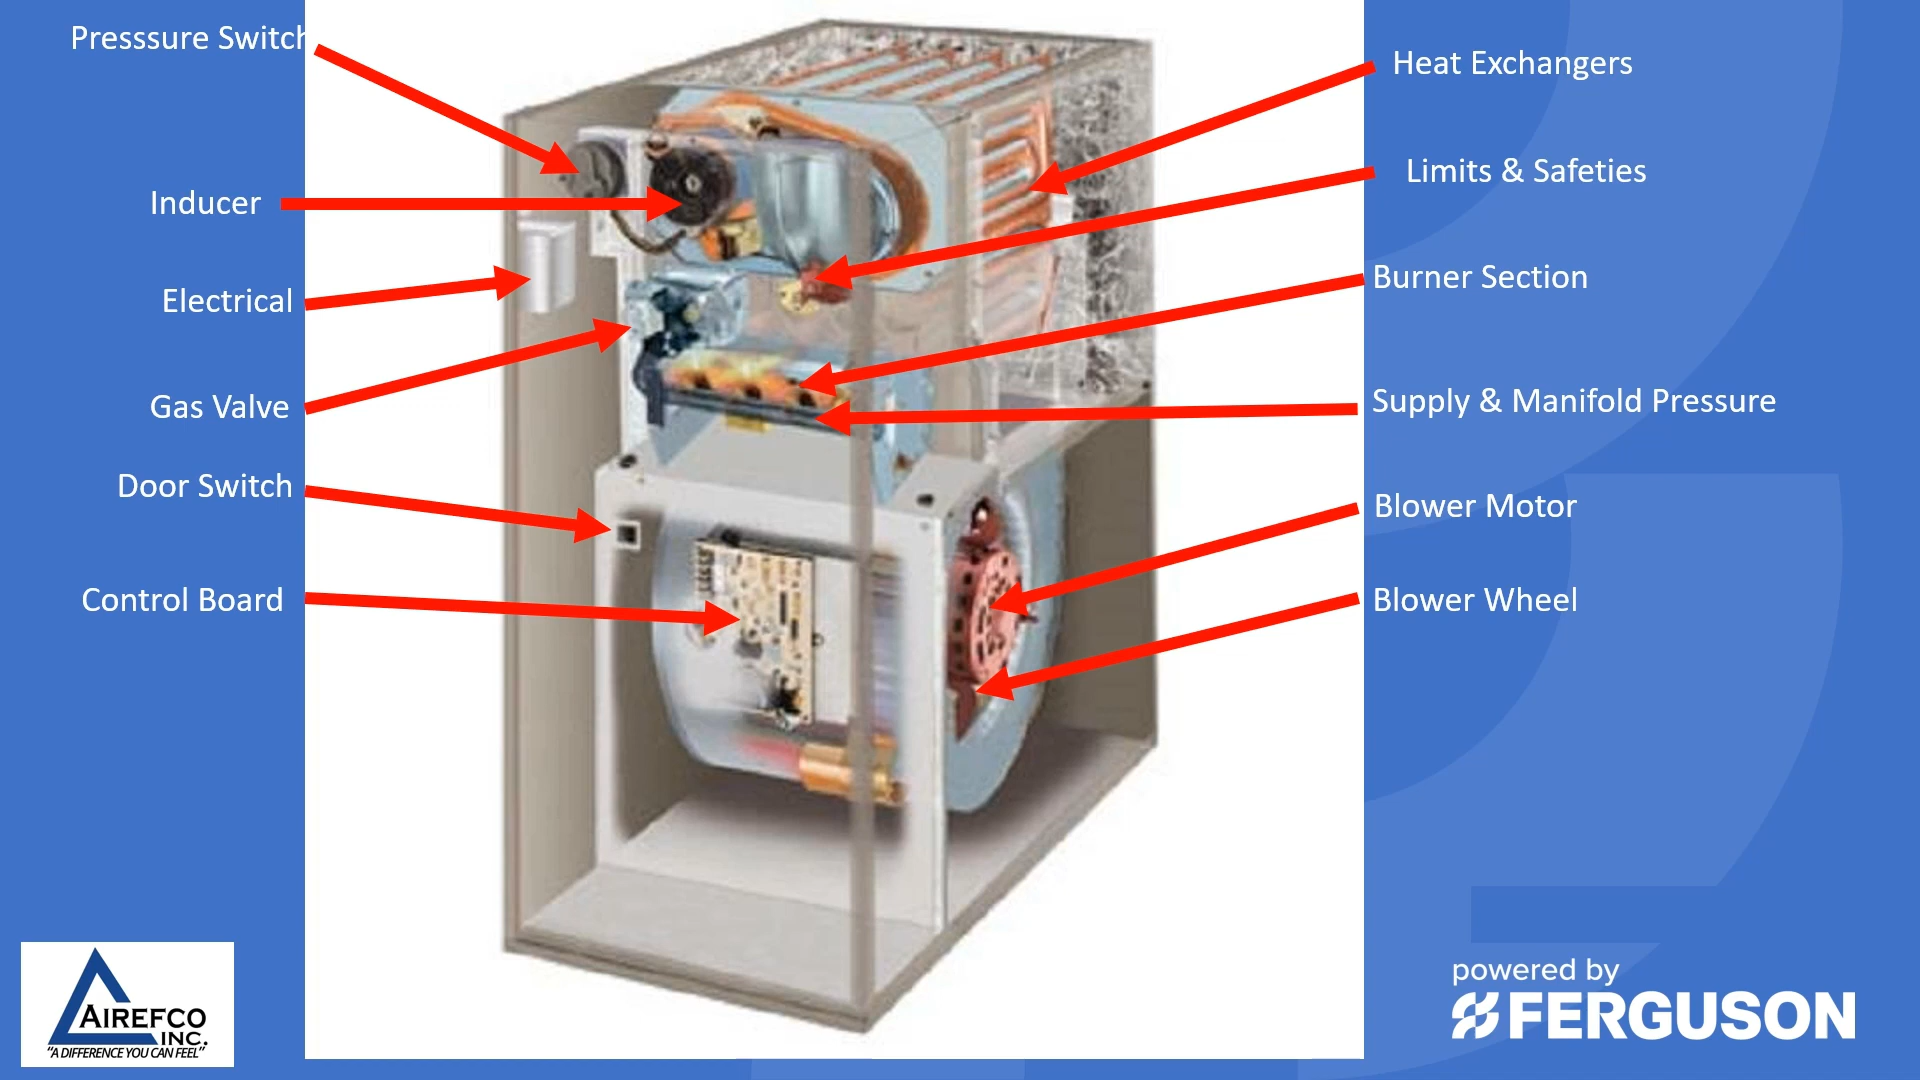 Presssure Switch
Inducer
Electrical
Gas Valve
Door Switch
Control Board
Heat Exchangers
Limits & Safeties
Burner Section
Supply & Manifold Pressure
Blower Motor
Blower Wheel
AIREFCO
INC.
"A DIFFERENCE YOU CAN FEEL"
powered by
FERGUSON